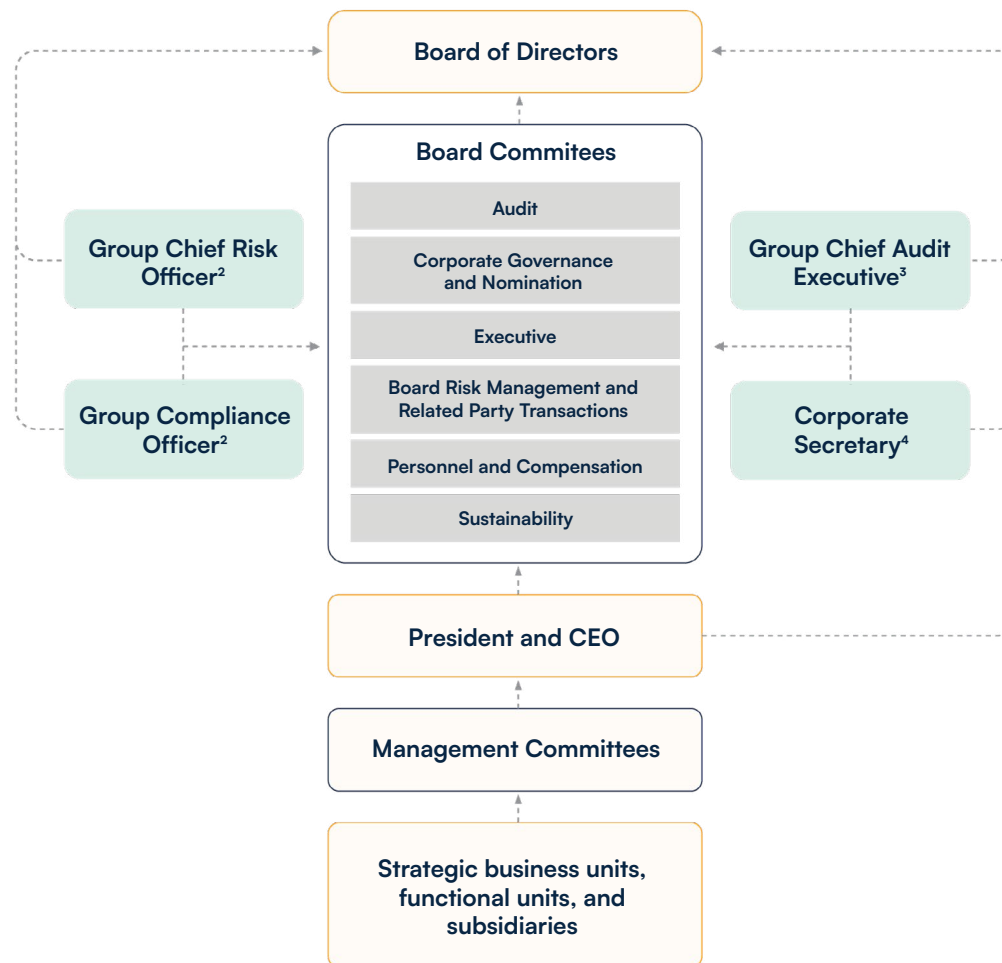 Board of Directors
Board Commitees
Audit
Corporate Governance
and Nomination
Executive
Board Risk Management and
Related Party Transactions
Personnel and Compensation
Sustainability
Group Chief Risk
Officer²
Group Compliance
Officer²
Group Chief Audit
Executive³
Corporate
Secretary⁴
President and CEO
Management Committees
Strategic business units,
functional units, and
subsidiaries